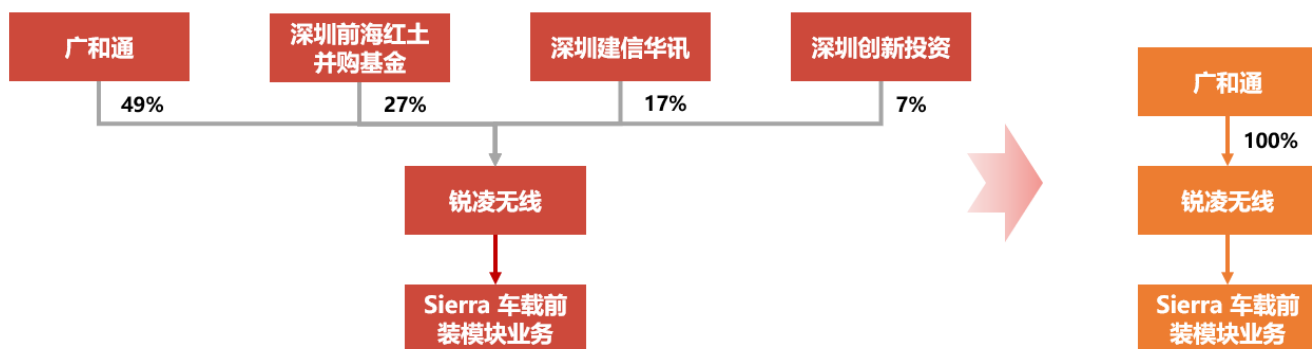 广和通
深圳前海红土
并购基金
深圳建信华讯
深圳创新投资
49%
27%
17%
7%
锐凌无线
Sierra 车载前
装模块业务
广和通
100%
锐凌无线
Sierra 车载前
装模块业务